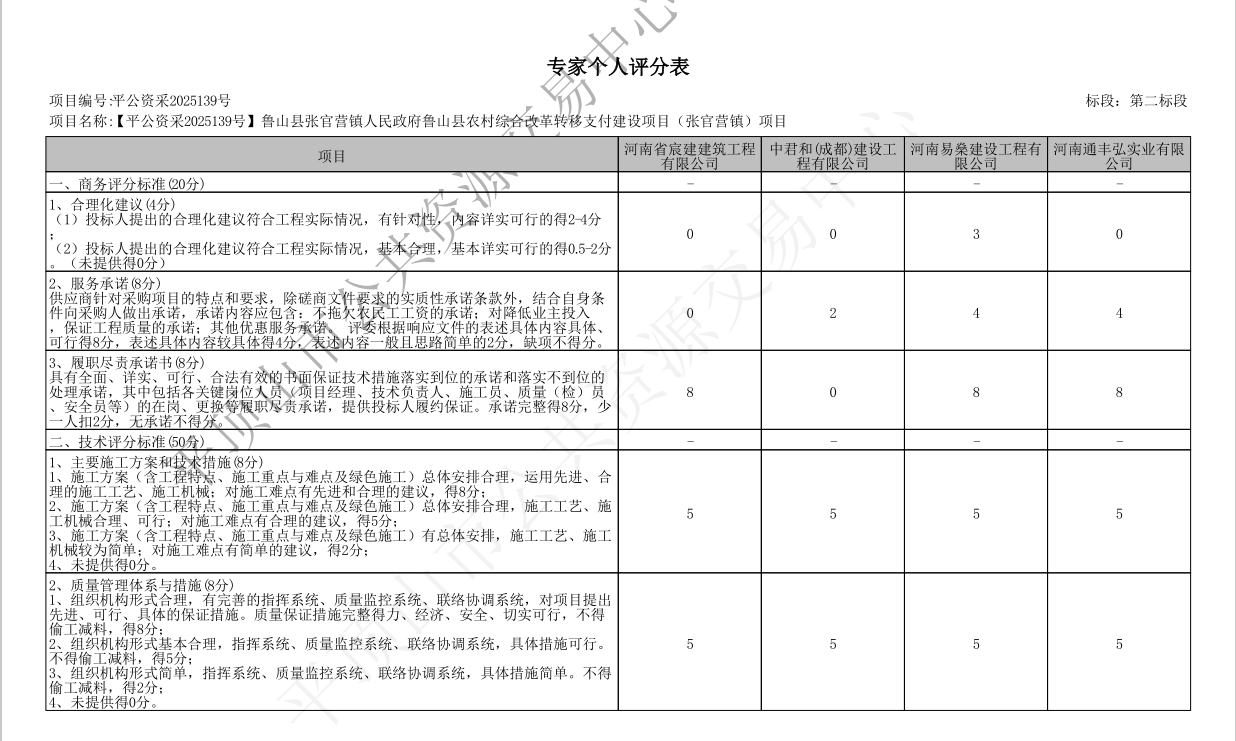 专家个人评分表
项目编号:平公资采2025139号
标段：第二标段
项目名称:【平公资采2025139号】鲁山县张官营镇人民政府鲁山县农村综合改革转移支付建设项目（张官营镇）项目
项目
河南省宸建建筑工程有限公司
中君和(成都)建设工程有限公司
河南易燊建设工程有限公司
河南通丰弘实业有限公司
一、商务评分标准(20分)
－ － － －
1、合理化建议(4分)
（1）投标人提出的合理化建议符合工程实际情况，有针对性，内容详实可行的得2-4分
；
（2）投标人提出的合理化建议符合工程实际情况，基本合理，基本详实可行的得0.5-2分
。（未提供得0分）
0 0 3 0
2、服务承诺(8分)
供应商针对采购项目的特点和要求，除磋商文件要求的实质性承诺条款外，结合自身条
件向采购人做出承诺，承诺内容应包含：不拖欠农民工工资的承诺；对降低业主投入
，保证工程质量的承诺；其他优惠服务承诺。 评委根据响应文件的表述具体内容具体、
可行得8分，表述具体内容较具体得4分，表述内容一般且思路简单的2分，缺项不得分。
0 2 4 4
3、履职尽责承诺书(8分)
具有全面、详实、可行、合法有效的书面保证技术措施落实到位的承诺和落实不到位的
处理承诺，其中包括各关键岗位人员（项目经理、技术负责人、施工员、质量（检）员
、安全员等）的在岗、更换等履职尽责承诺，提供投标人履约保证。承诺完整得8分，少
一人扣2分，无承诺不得分。
8 0 8 8
二、技术评分标准(50分)
－ － － －
1、主要施工方案和技术措施(8分)
1、施工方案（含工程特点、施工重点与难点及绿色施工）总体安排合理，运用先进、合
理的施工工艺、施工机械；对施工难点有先进和合理的建议，得8分；
2、施工方案（含工程特点、施工重点与难点及绿色施工）总体安排合理，施工工艺、施
工机械合理、可行；对施工难点有合理的建议，得5分；
3、施工方案（含工程特点、施工重点与难点及绿色施工）有总体安排，施工工艺、施工
机械较为简单；对施工难点有简单的建议，得2分；
4、未提供得0分。
5 5 5 5
2、质量管理体系与措施(8分)
1、组织机构形式合理，有完善的指挥系统、质量监控系统、联络协调系统，对项目提出
先进、可行、具体的保证措施。质量保证措施完整得力、经济、安全、切实可行，不得
偷工减料，得8分；
2、组织机构形式基本合理，指挥系统、质量监控系统、联络协调系统，具体措施可行。
不得偷工减料，得5分；
3、组织机构形式简单，指挥系统、质量监控系统、联络协调系统，具体措施简单。不得
偷工减料，得2分；
4、未提供得0分。
5 5 5 5
平顶山市公共资源交易中心
平顶山市公共资源交易中心